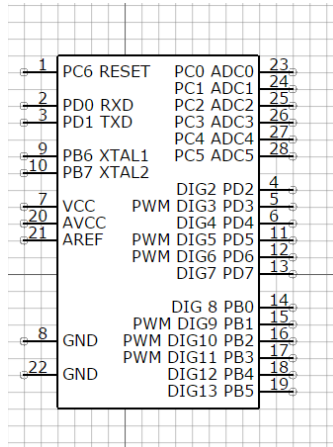 1 PC6 RESET PC0 ADC0 23
PC1 ADC1 24
2 PD0 RXD PC2 ADC2 25
3 PD1 TXD PC3 ADC3 26
PC4 ADC4 27
9 PB6 XTAL1 PC5 ADC5 28
10 PB7 XTAL2
DIG2 PD2 4
7 VCC PWM DIG3 PD3 5
20 AVCC DIG4 PD4 6
21 AREF PWM DIG5 PD5 11
PWM DIG6 PD6 12
DIG7 PD7 13
DIG 8 PB0 14
PWM DIG9 PB1 15
8 GND PWM DIG10 PB2 16
PWM DIG11 PB3 17
22 GND DIG12 PB4 18
DIG13 PB5 19